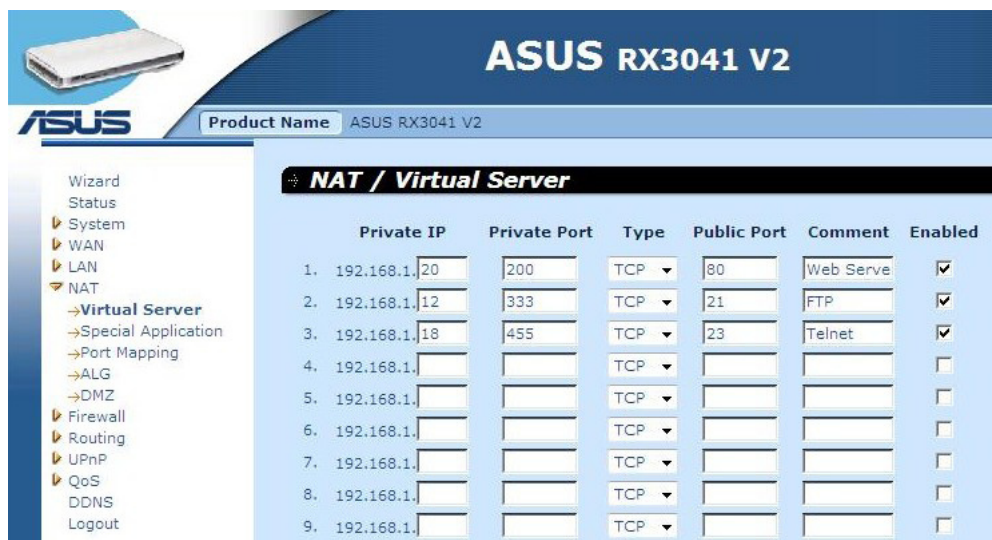 ASUS RX3041 V2
ASUS
Product Name ASUS RX3041 V2
Wizard
Status
System
WAN
LAN
NAT
Virtual Server
Special Application
Port Mapping
ALG
DMZ
Firewall
Routing
UPnP
QoS
DDNS
Logout
NAT / Virtual Server
Private IP Private Port Type Public Port Comment Enabled
1. 192.168.1. 20 200 TCP 80 Web Serve
2. 192.168.1. 12 333 TCP 21 FTP
3. 192.168.1. 18 455 TCP 23 Telnet
4. 192.168.1. TCP
5. 192.168.1. TCP
6. 192.168.1. TCP
7. 192.168.1. TCP
8. 192.168.1. TCP
9. 192.168.1. TCP